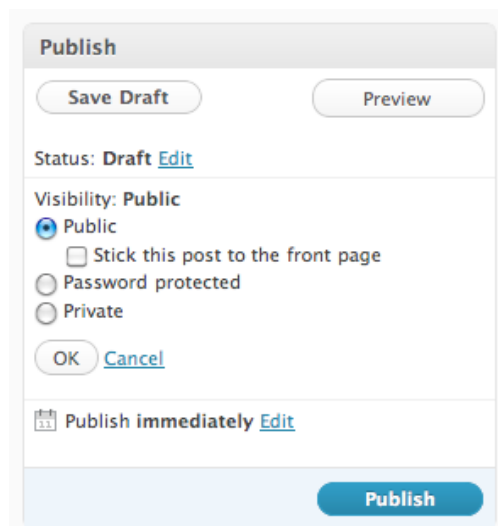 Publish
Save Draft Preview
Status: Draft Edit
Visibility: Public
Public
Stick this post to the front page
Password protected
Private
OK Cancel
11 Publish immediately Edit
Publish